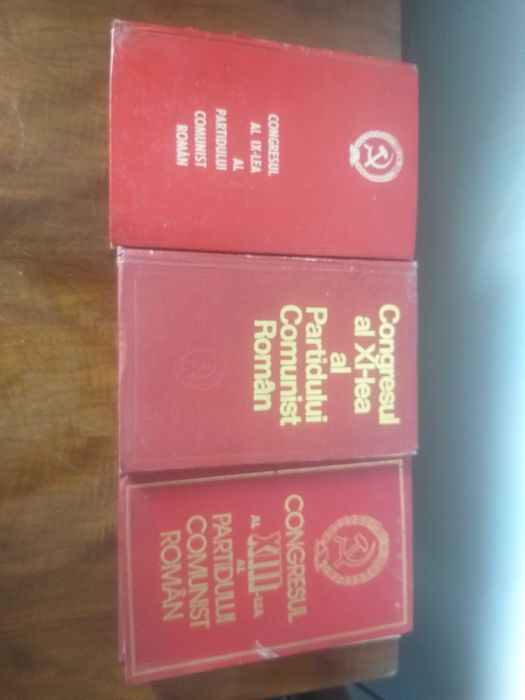 CONGRESUL
AL IX-LEA
AL
PARTIDULUI
COMUNIST
ROMÂN
Congresul
al XI-lea
al
Partidului
Comunist
Român
CONGRESUL
AL XIII-LEA
AL
PARTIDULUI
COMUNIST
ROMÂN